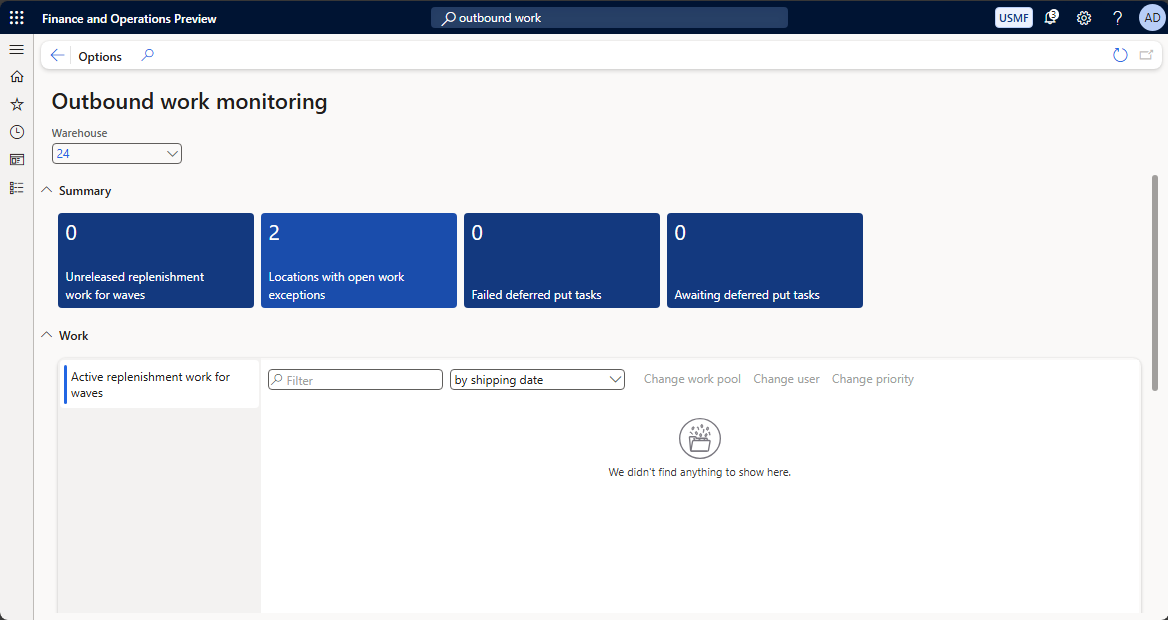 Finance and Operations Preview
outbound work
USMF
3
?
AD
Options
Outbound work monitoring
Warehouse
24
Summary
0
Unreleased replenishment
work for waves
2
Locations with open work
exceptions
0
Failed deferred put tasks
0
Awaiting deferred put tasks
Work
Active replenishment work for
waves
Filter
by shipping date
Change work pool
Change user
Change priority
We didn't find anything to show here.